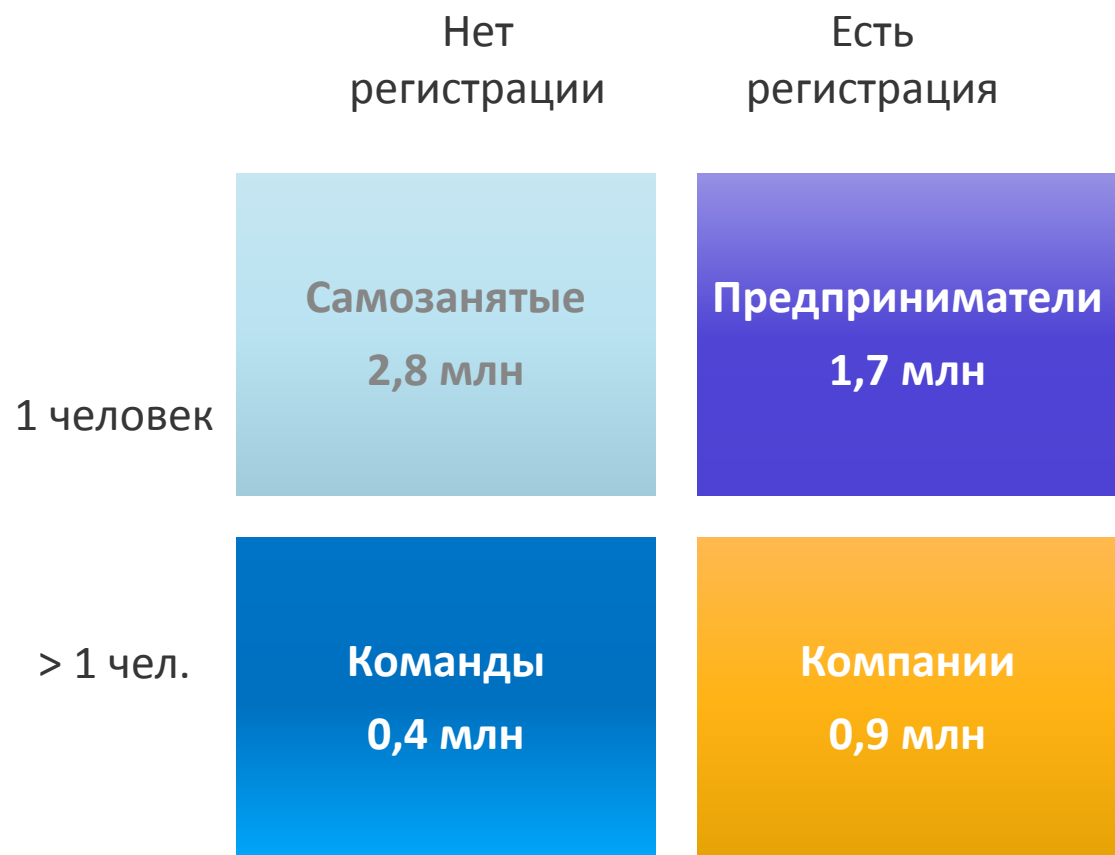 Нет
регистрации
Есть
регистрация
1 человек
Самозанятые
2,8 млн
Предприниматели
1,7 млн
> 1 чел.
Команды
0,4 млн
Компании
0,9 млн